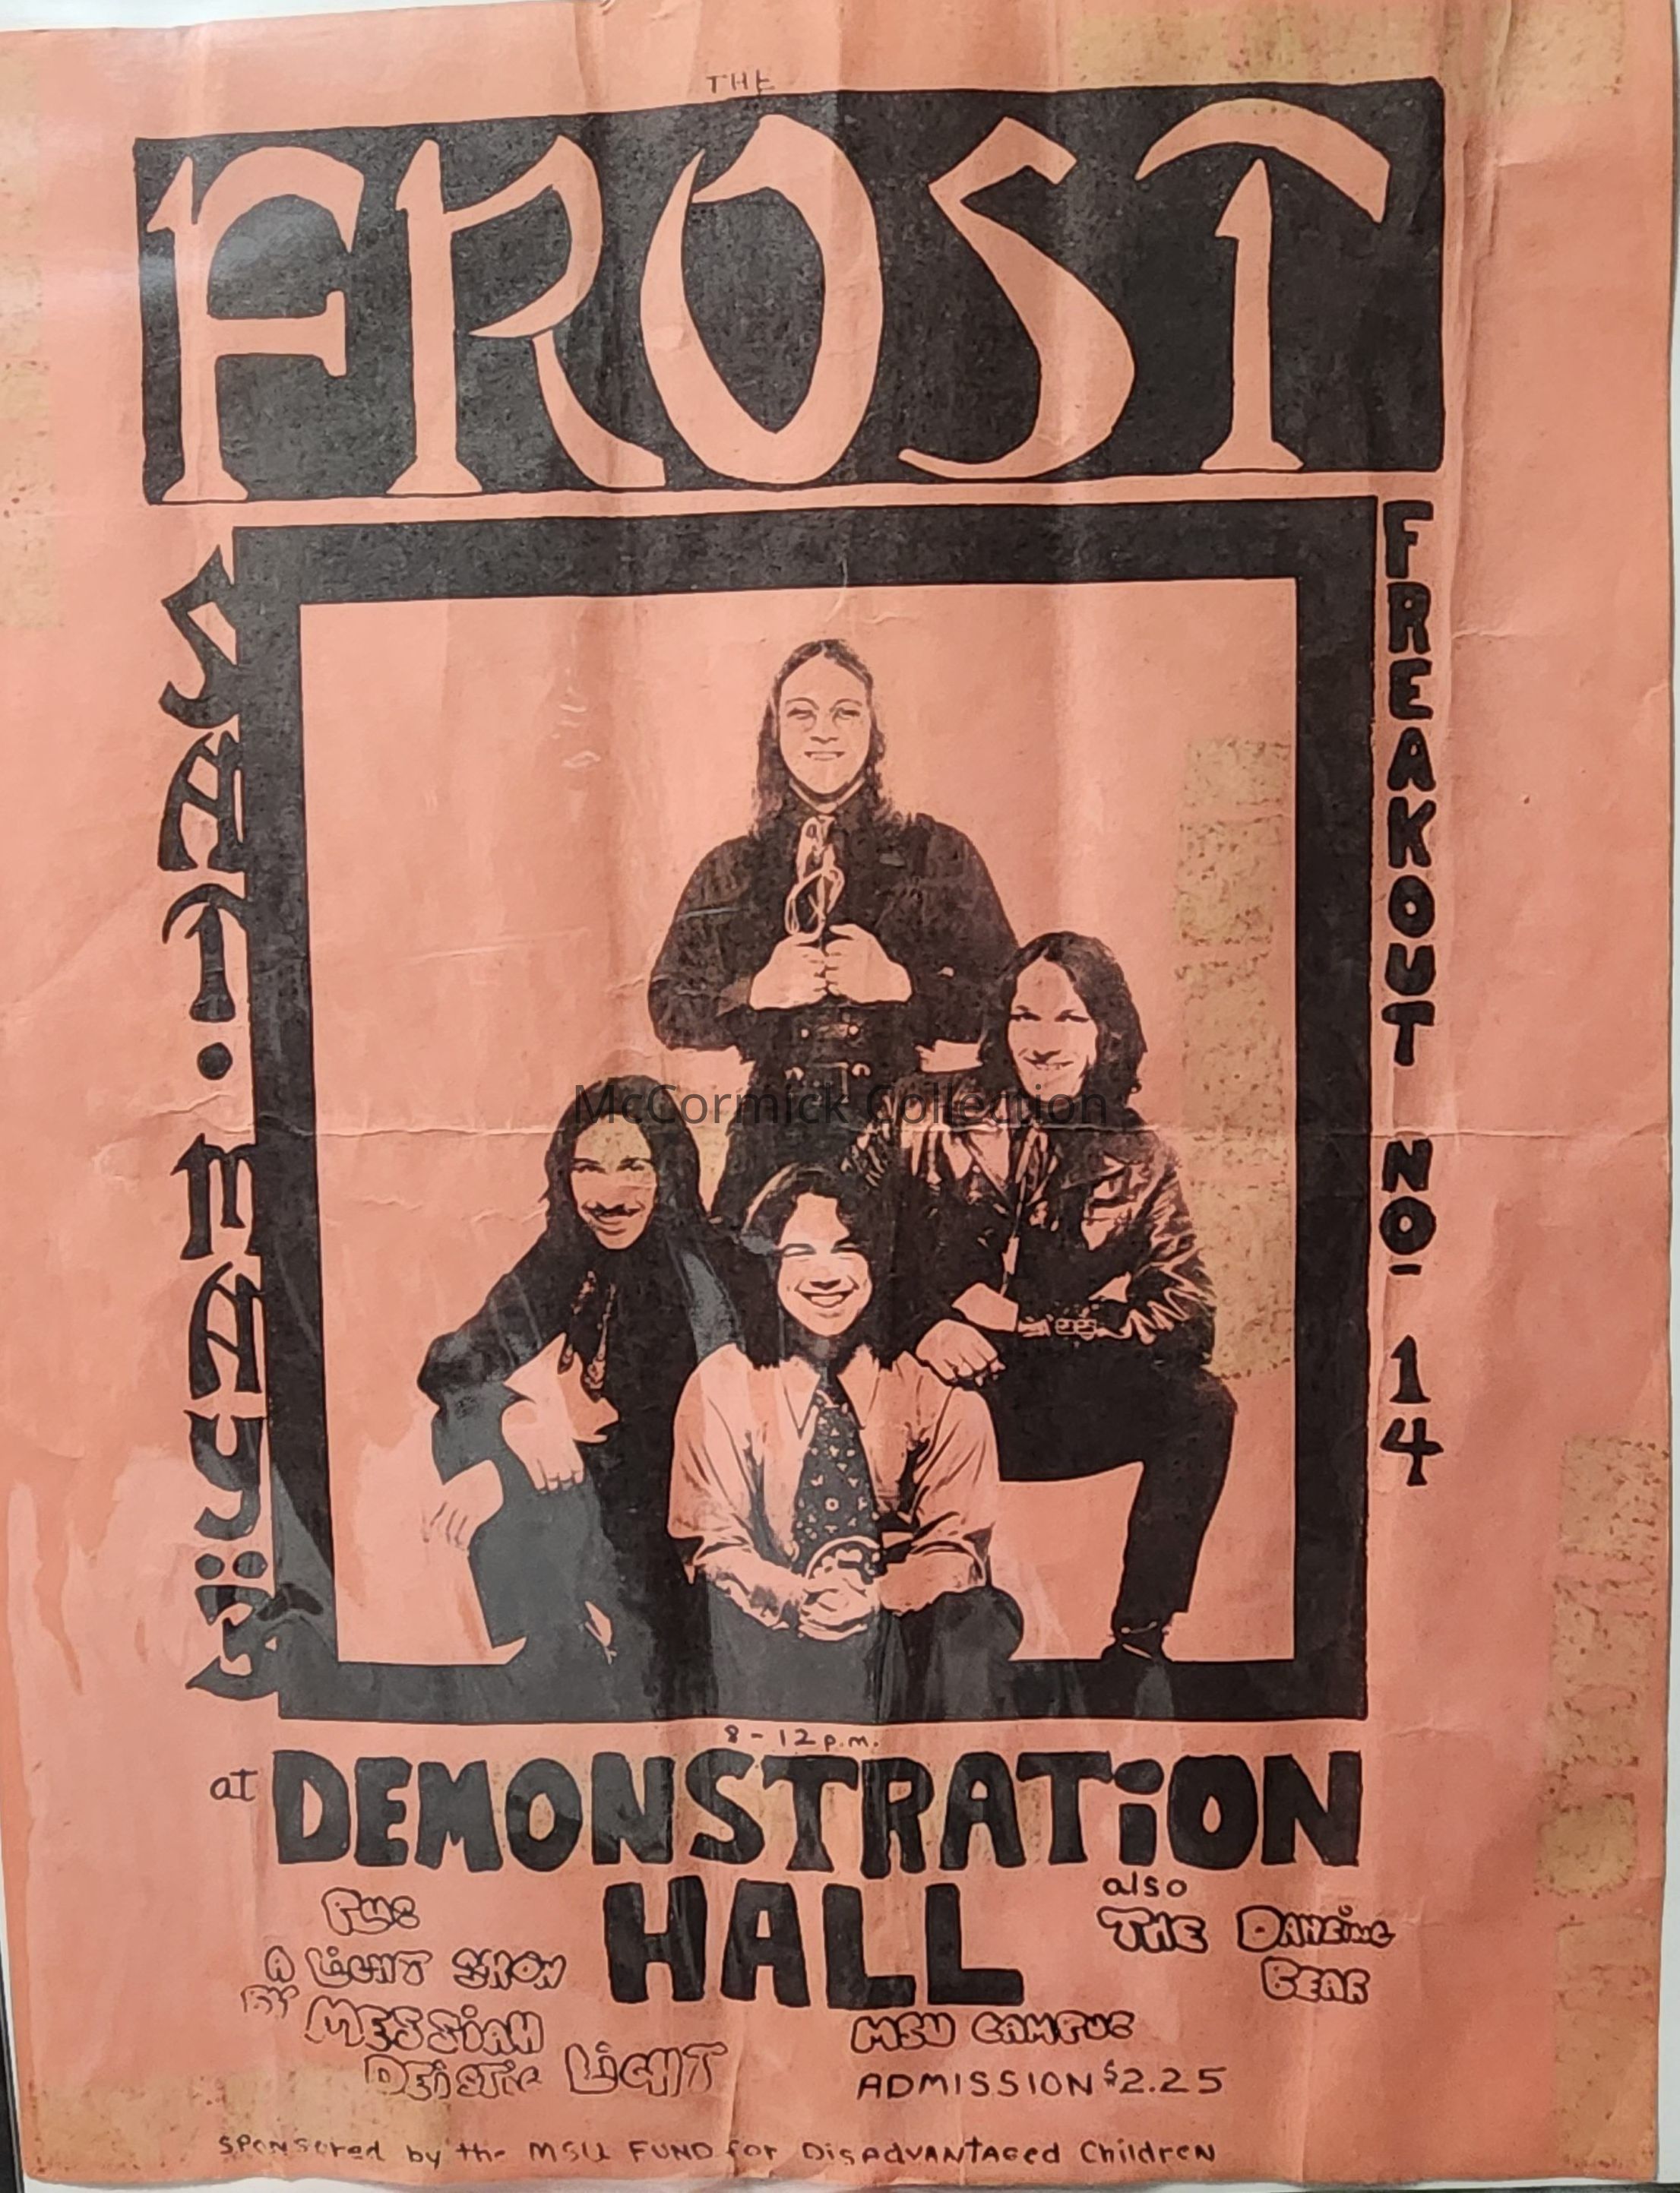 THE
FROST
SAT. MAY 3
FREAKOUT NO. 14
8 - 12 p.m.
at DEMONSTRATiON
HALL
PLUS
A LiGHT SHOW
BY MESSiAH
DEiSTiC LiGHT
also
THE DANCiNG
BEAR
MSU CAMPUS
ADMISSION $2.25
SPONSOred by the MSU FUND for DisAdVANTAGed ChildreN
McCormick Collection